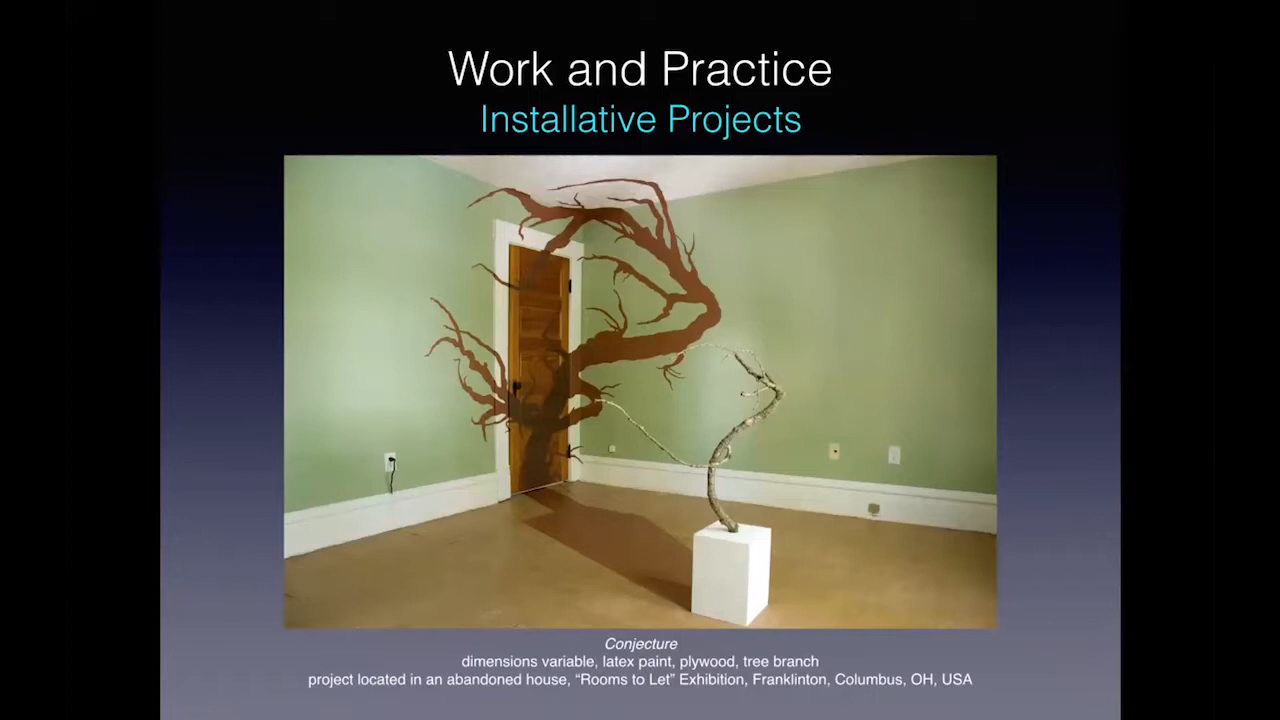 Work and Practice
Installative Projects
Conjecture
dimensions variable, latex paint, plywood, tree branch
project located in an abandoned house, “Rooms to Let” Exhibition, Franklinton, Columbus, OH, USA